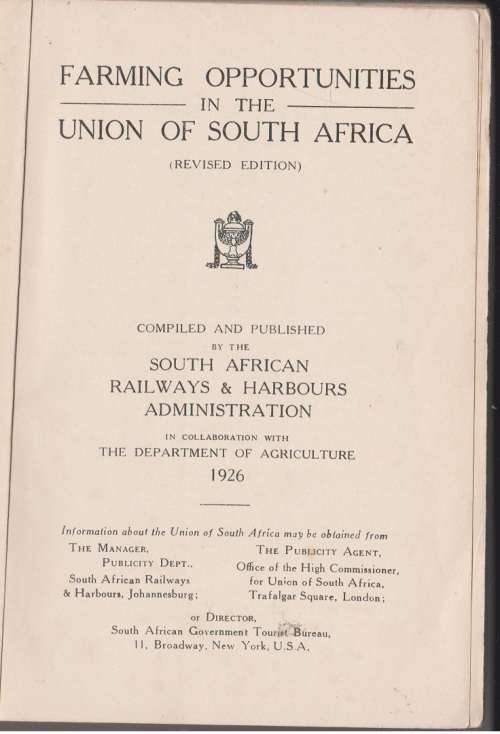 FARMING OPPORTUNITIES
IN THE
UNION OF SOUTH AFRICA
(REVISED EDITION)
COMPILED AND PUBLISHED
BY THE
SOUTH AFRICAN
RAILWAYS & HARBOURS
ADMINISTRATION
IN COLLABORATION WITH
THE DEPARTMENT OF AGRICULTURE
1926
Information about the Union of South Africa may be obtained from
THE MANAGER,
PUBLICITY DEPT.,
South African Railways
& Harbours, Johannesburg;
THE PUBLICITY AGENT,
Office of the High Commissioner,
for Union of South Africa,
Trafalgar Square, London;
or DIRECTOR,
South African Government Tourist Bureau,
11, Broadway, New York, U.S.A.